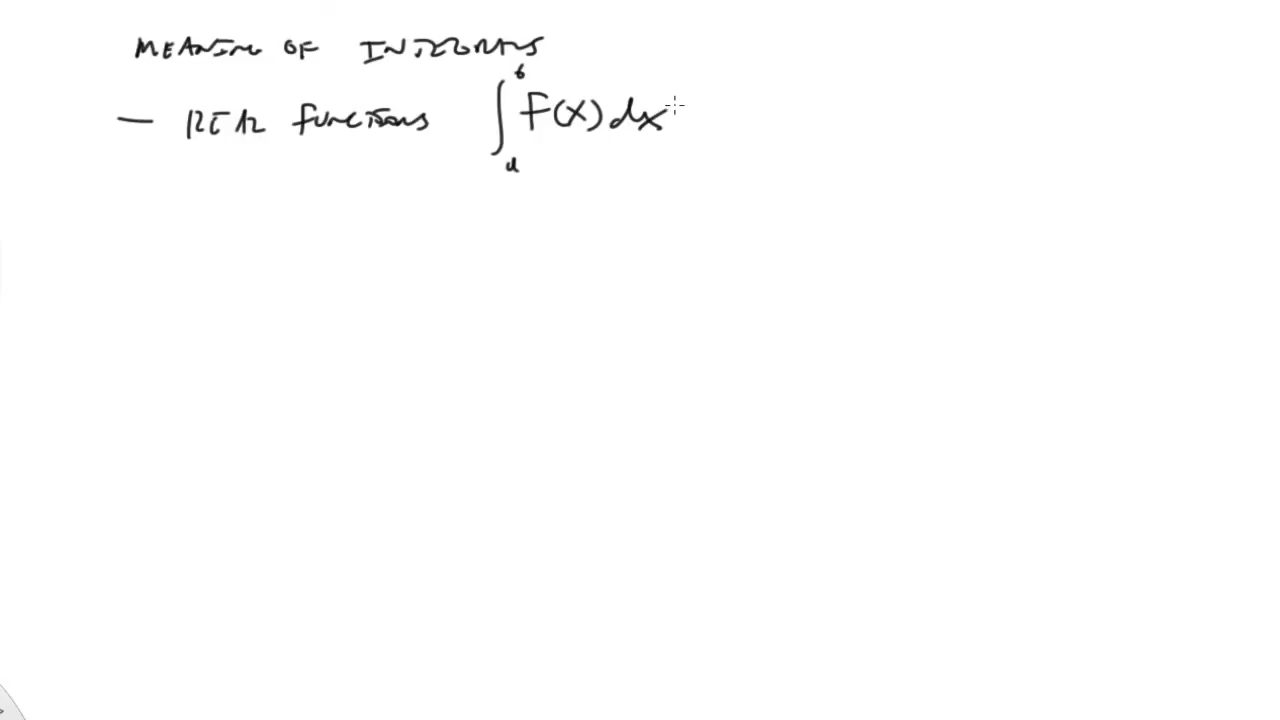 MEANING OF INTEGRALS
— REAL FUNCTIONS ∫_a^b F(x) dx